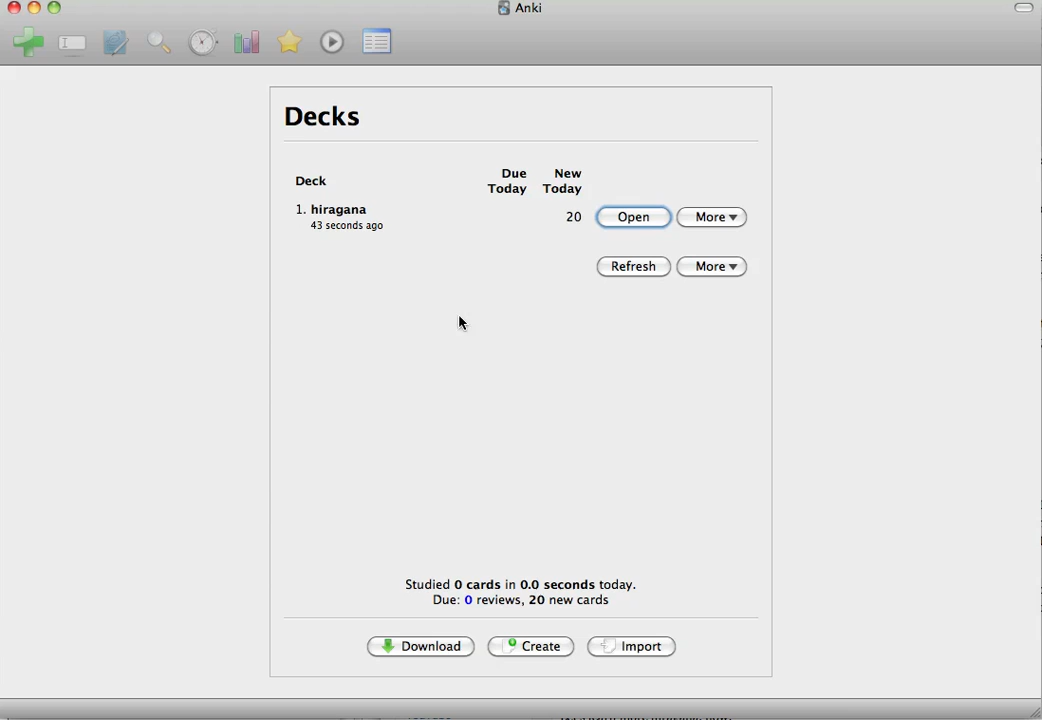 Anki
Decks
Deck
Due Today
New Today
1. hiragana
20
Open
More
43 seconds ago
Refresh
More
Studied 0 cards in 0.0 seconds today.
Due: 0 reviews, 20 new cards
Download
Create
Import